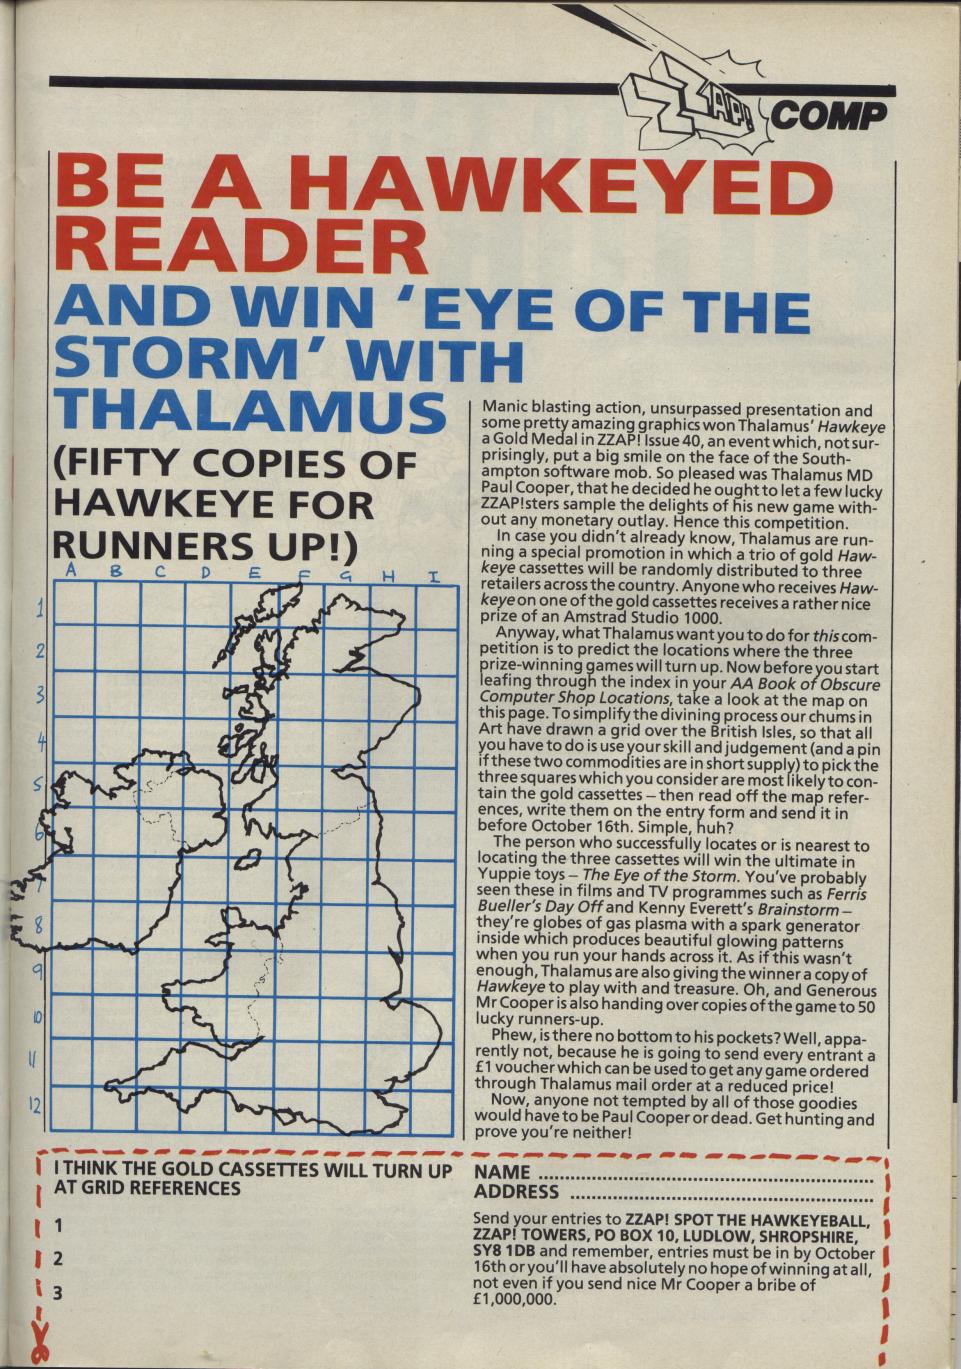 ZZAP! COMP
BE A HAWKEYED
READER
AND WIN ‘EYE OF THE
STORM’ WITH
THALAMUS
(FIFTY COPIES OF
HAWKEYE FOR
RUNNERS UP!)
A B C D E F G H I
1
2
3
4
5
6
7
8
9
10
11
12
Manic blasting action, unsurpassed presentation and
some pretty amazing graphics won Thalamus’ Hawkeye
a Gold Medal in ZZAP! Issue 40, an event which, not sur-
prisingly, put a big smile on the face of the South-
ampton software mob. So pleased was Thalamus MD
Paul Cooper, that he decided he ought to let a few lucky
ZZAP!sters sample the delights of his new game with-
out any monetary outlay. Hence this competition.
In case you didn’t already know, Thalamus are run-
ning a special promotion in which a trio of gold Haw-
keye cassettes will be randomly distributed to three
retailers across the country. Anyone who receives Haw-
keye on one of the gold cassettes receives a rather nice
prize of an Amstrad Studio 1000.
Anyway, what Thalamus want you to do for this com-
petition is to predict the locations where the three
prize-winning games will turn up. Now before you start
leafing through the index in your AA Book of Obscure
Computer Shop Locations, take a look at the map on
this page. To simplify the divining process our chums in
Art have drawn a grid over the British Isles, so that all
you have to do is use your skill and judgement (and a pin
if these two commodities are in short supply) to pick the
three squares which you consider are most likely to con-
tain the gold cassettes – then read off the map refer-
ences, write them on the entry form and send it in
before October 16th. Simple, huh?
The person who successfully locates or is nearest to
locating the three cassettes will win the ultimate in
Yuppie toys – The Eye of the Storm. You’ve probably
seen these in films and TV programmes such as Ferris
Bueller’s Day Off and Kenny Everett’s Brainstorm –
they’re globes of gas plasma with a spark generator
inside which produces beautiful glowing patterns
when you run your hands across it. As if this wasn’t
enough, Thalamus are also giving the winner a copy of
Hawkeye to play with and treasure. Oh, and Generous
Mr Cooper is also handing over copies of the game to 50
lucky runners-up.
Phew, is there no bottom to his pockets? Well, appa-
rently not, because he is going to send every entrant a
£1 voucher which can be used to get any game ordered
through Thalamus mail order at a reduced price!
Now, anyone not tempted by all of those goodies
would have to be Paul Cooper or dead. Get hunting and
prove you’re neither!
I THINK THE GOLD CASSETTES WILL TURN UP
AT GRID REFERENCES
1
2
3
NAME ........................................................
ADDRESS ..................................................
Send your entries to ZZAP! SPOT THE HAWKEYEBALL,
ZZAP! TOWERS, PO BOX 10, LUDLOW, SHROPSHIRE,
SY8 1DB and remember, entries must be in by October
16th or you’ll have absolutely no hope of winning at all,
not even if you send nice Mr Cooper a bribe of
£1,000,000.